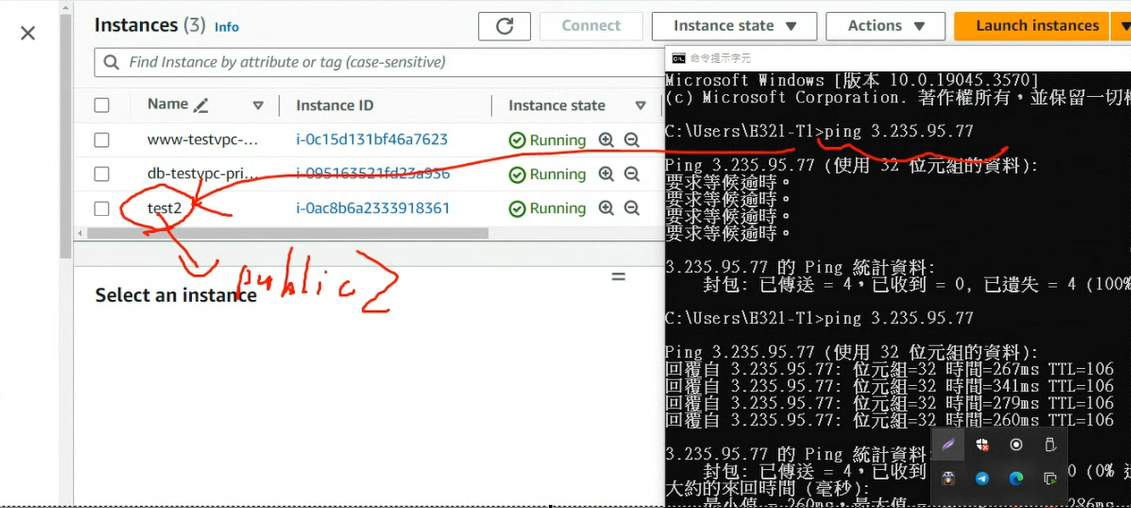 Instances (3) Info
Connect
Instance state
Actions
Launch instances
Find Instance by attribute or tag (case-sensitive)
Name
Instance ID
Instance state
www-testvpc-...
i-0c15d131bf46a7623
Running
db-testvpc-pri...
i-095163521fd23a956
Running
test2
i-0ac8b6a2333918361
Running
public2
Select an instance
命令提示字元
Microsoft Windows [版本 10.0.19045.3570]
(c) Microsoft Corporation. 著作權所有，並保留一切
C:\Users\E321-T1>ping 3.235.95.77
Ping 3.235.95.77 (使用 32 位元組的資料):
要求等候逾時。
要求等候逾時。
要求等候逾時。
要求等候逾時。
3.235.95.77 的 Ping 統計資料:
封包: 已傳送 = 4，已收到 = 0, 已遺失 = 4 (100%
C:\Users\E321-T1>ping 3.235.95.77
Ping 3.235.95.77 (使用 32 位元組的資料):
回覆自 3.235.95.77: 位元組=32 時間=267ms TTL=106
回覆自 3.235.95.77: 位元組=32 時間=341ms TTL=106
回覆自 3.235.95.77: 位元組=32 時間=279ms TTL=106
回覆自 3.235.95.77: 位元組=32 時間=260ms TTL=106
3.235.95.77 的 Ping 統計資料
封包: 已傳送 = 4，已收到 0 (0%
大約的來回時間 (毫秒):
最小值 = 260ms，最大值 = 286ms